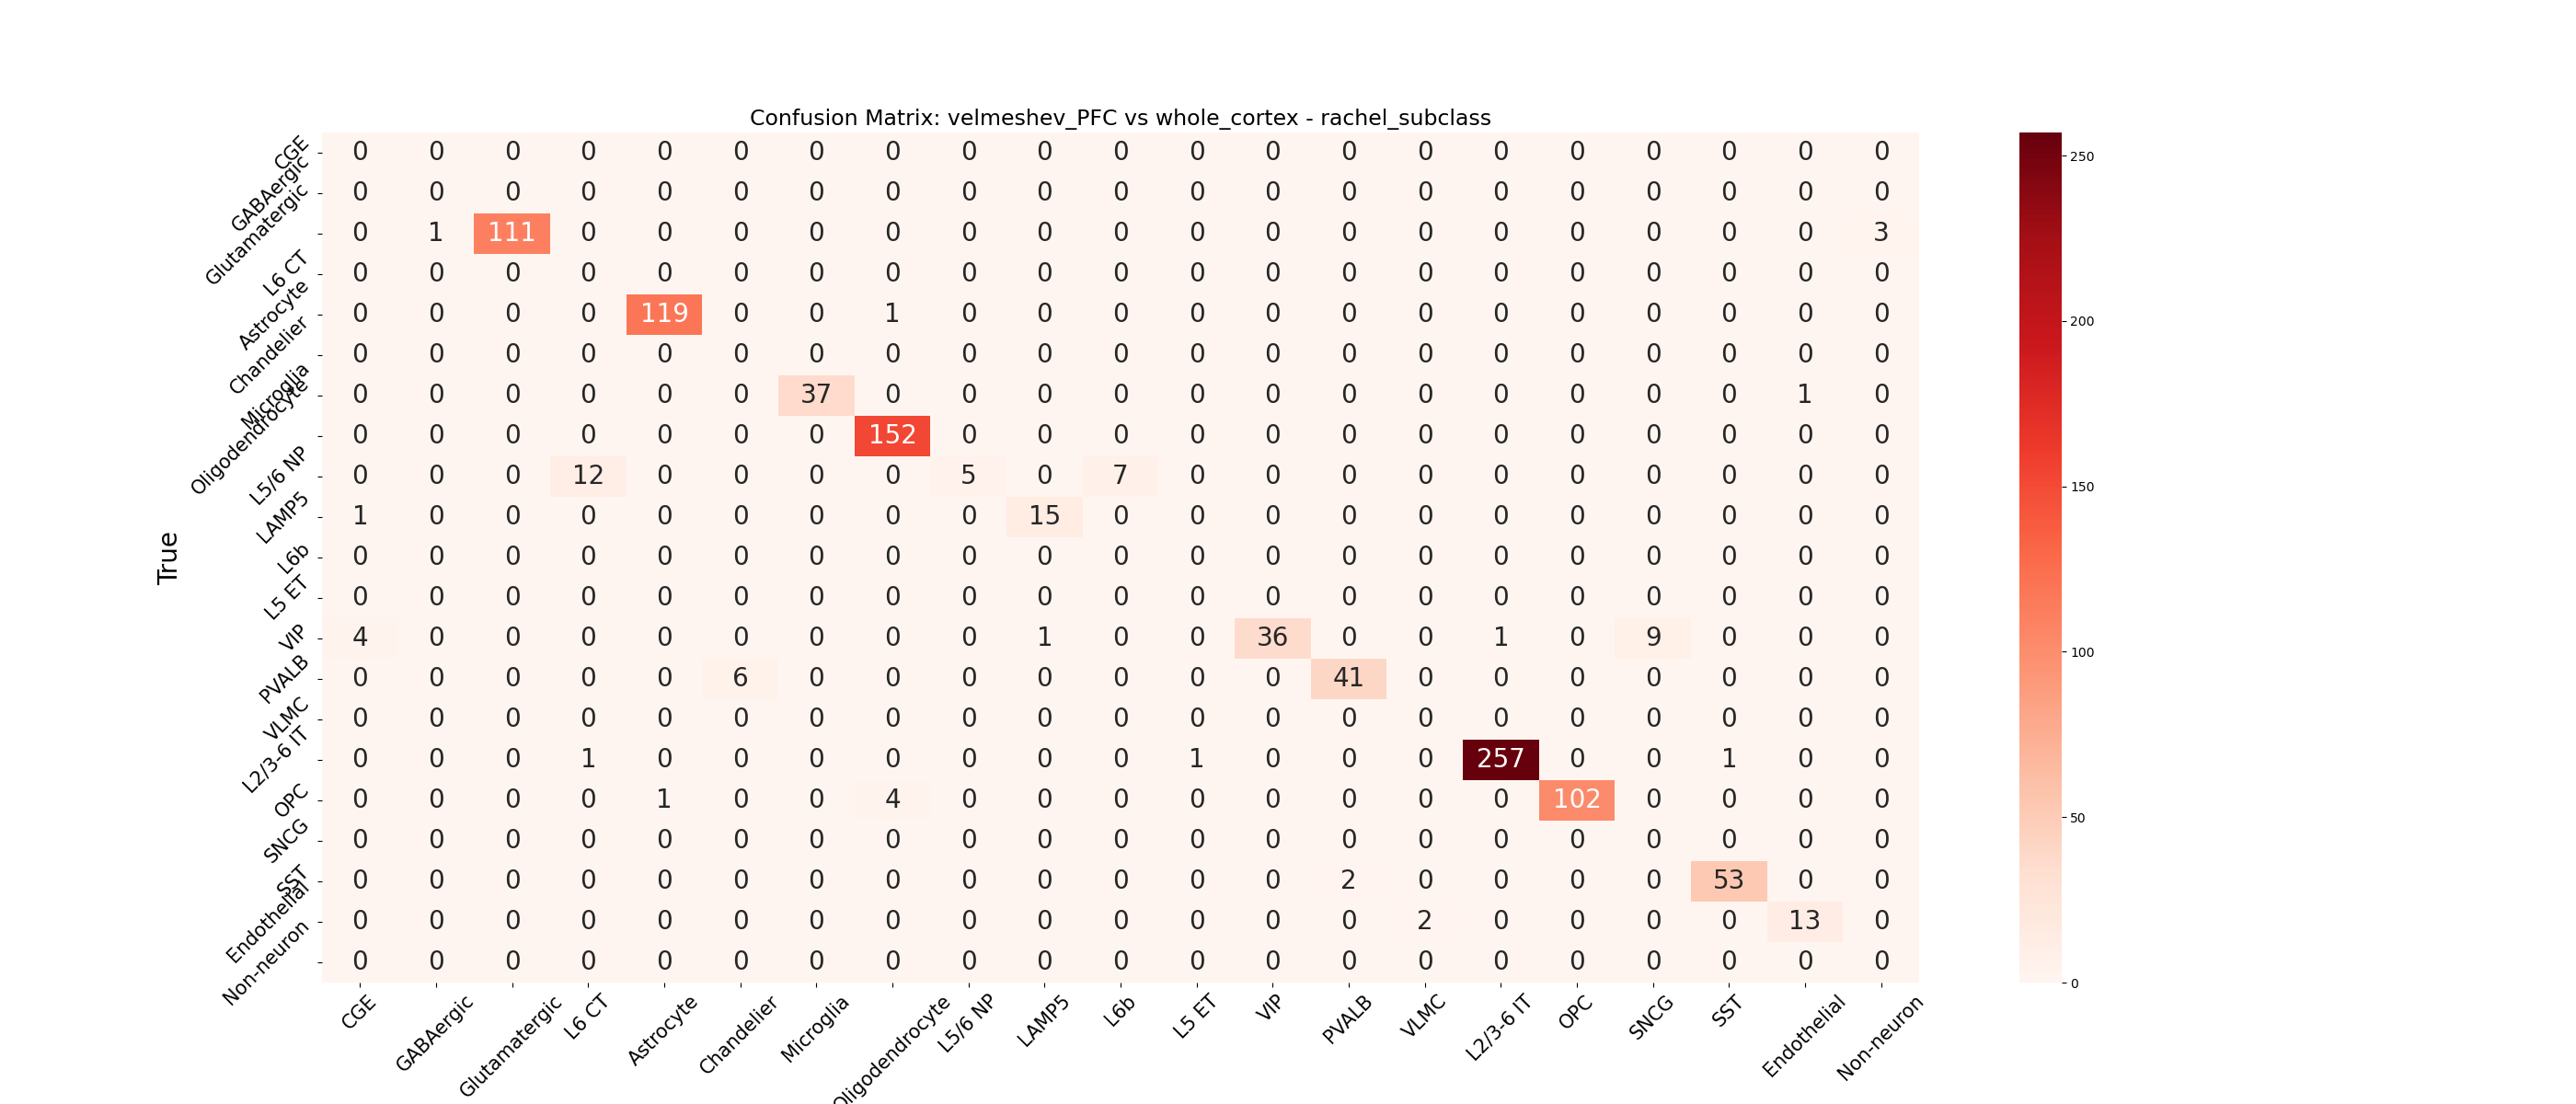 Confusion Matrix: velmeshev_PFC vs whole_cortex - rachel_subclass
True
CGE 0 0 0 0 0 0 0 0 0 0 0 0 0 0 0 0 0 0 0 0 0
GABAergic 0 0 0 0 0 0 0 0 0 0 0 0 0 0 0 0 0 0 0 0 0
Glutamatergic 0 1 111 0 0 0 0 0 0 0 0 0 0 0 0 0 0 0 0 0 3
L6 CT 0 0 0 0 0 0 0 0 0 0 0 0 0 0 0 0 0 0 0 0 0
Astrocyte 0 0 0 0 119 0 0 1 0 0 0 0 0 0 0 0 0 0 0 0 0
Chandelier 0 0 0 0 0 0 0 0 0 0 0 0 0 0 0 0 0 0 0 0 0
Microglia 0 0 0 0 0 0 37 0 0 0 0 0 0 0 0 0 0 0 0 1 0
Oligodendrocyte 0 0 0 0 0 0 0 152 0 0 0 0 0 0 0 0 0 0 0 0 0
L5/6 NP 0 0 0 12 0 0 0 0 5 0 7 0 0 0 0 0 0 0 0 0 0
LAMP5 1 0 0 0 0 0 0 0 0 15 0 0 0 0 0 0 0 0 0 0 0
L6b 0 0 0 0 0 0 0 0 0 0 0 0 0 0 0 0 0 0 0 0 0
L5 ET 0 0 0 0 0 0 0 0 0 0 0 0 0 0 0 0 0 0 0 0 0
VIP 4 0 0 0 0 0 0 0 0 1 0 0 36 0 0 1 0 9 0 0 0
PVALB 0 0 0 0 0 6 0 0 0 0 0 0 0 41 0 0 0 0 0 0 0
VLMC 0 0 0 0 0 0 0 0 0 0 0 0 0 0 0 0 0 0 0 0 0
L2/3-6 IT 0 0 0 1 0 0 0 0 0 0 0 1 0 0 0 257 0 0 1 0 0
OPC 0 0 0 0 1 0 0 4 0 0 0 0 0 0 0 0 102 0 0 0 0
SNCG 0 0 0 0 0 0 0 0 0 0 0 0 0 0 0 0 0 0 0 0 0
SST 0 0 0 0 0 0 0 0 0 0 0 0 0 2 0 0 0 0 53 0 0
Endothelial 0 0 0 0 0 0 0 0 0 0 0 0 0 0 2 0 0 0 0 13 0
Non-neuron 0 0 0 0 0 0 0 0 0 0 0 0 0 0 0 0 0 0 0 0 0
CGE GABAergic Glutamatergic L6 CT Astrocyte Chandelier Microglia Oligodendrocyte L5/6 NP LAMP5 L6b L5 ET VIP PVALB VLMC L2/3-6 IT OPC SNCG SST Endothelial Non-neuron
250
200
150
100
50
0